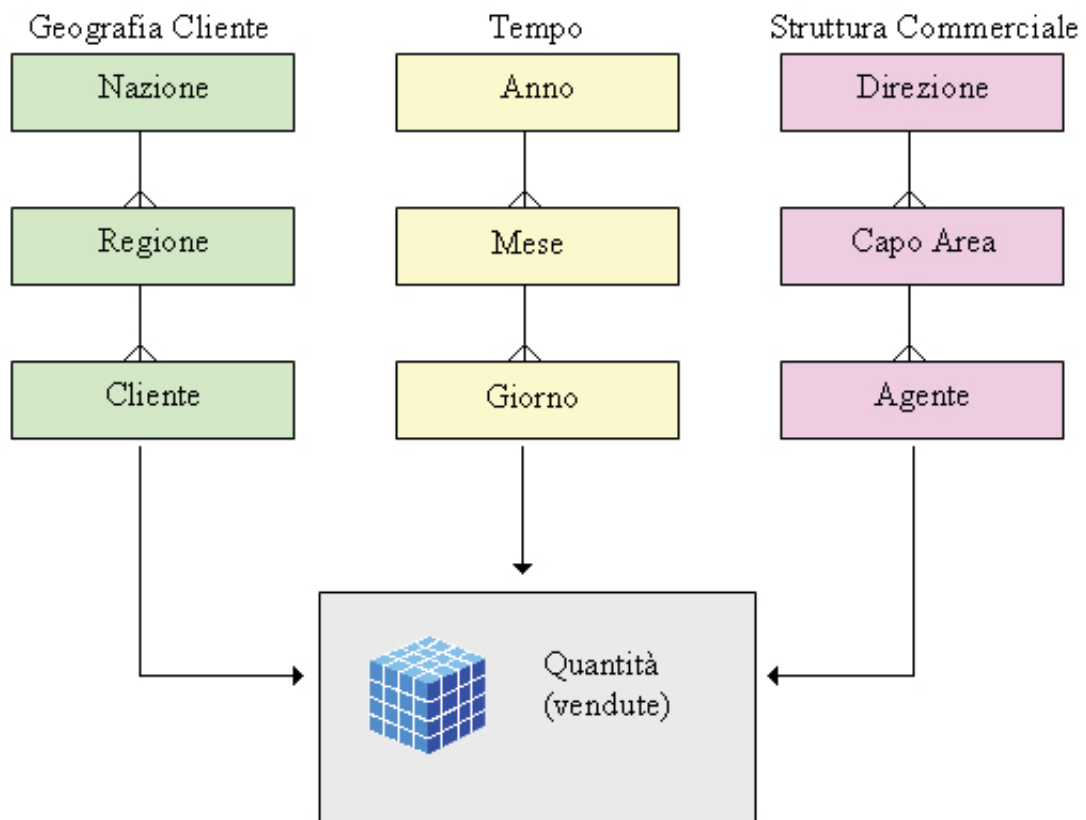 Geografia Cliente
Tempo
Struttura Commerciale
Nazione
Anno
Direzione
Regione
Mese
Capo Area
Cliente
Giorno
Agente
Quantità
(vendute)